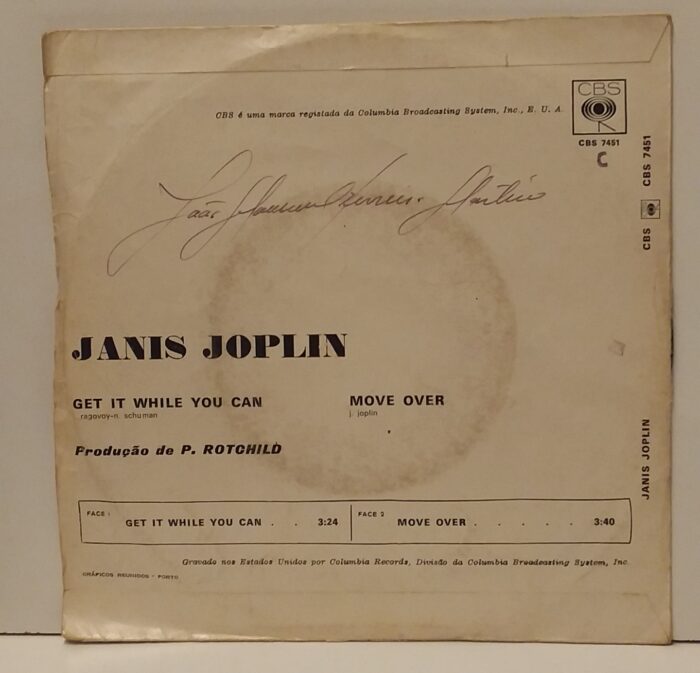 CBS é uma marca registada da Columbia Broadcasting System, Inc., E. U. A.
CBS
CBS 7451
C
CBS CBS 7451
João Martins
JANIS JOPLIN
GET IT WHILE YOU CAN
ragovoy-n. schuman
MOVE OVER
j. joplin
Produção de P. ROTCHILD
JANIS JOPLIN
FACE 1
GET IT WHILE YOU CAN . . 3:24
FACE 2
MOVE OVER . . . . . 3:40
Gravado nos Estados Unidos por Columbia Records, Divisão da Columbia Broadcasting System, Inc.
GRÁFICOS REUNIDOS - PORTO